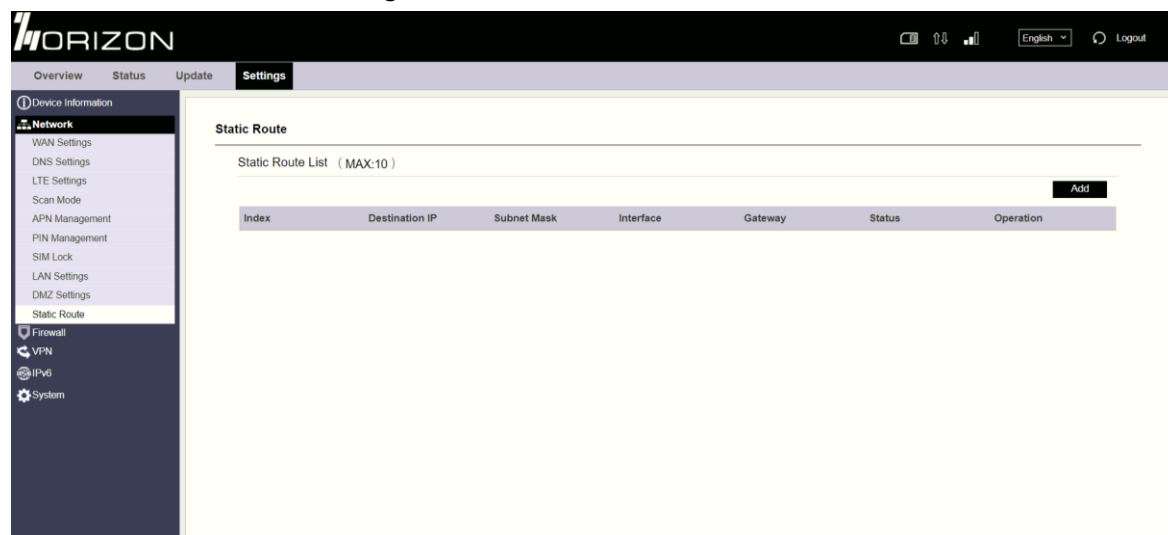 HORIZON
English
Logout
Overview Status Update Settings
Device Information
Network
WAN Settings
DNS Settings
LTE Settings
Scan Mode
APN Management
PIN Management
SIM Lock
LAN Settings
DMZ Settings
Static Route
Firewall
VPN
IPv6
System
Static Route
Static Route List ( MAX:10 )
Add
Index Destination IP Subnet Mask Interface Gateway Status Operation